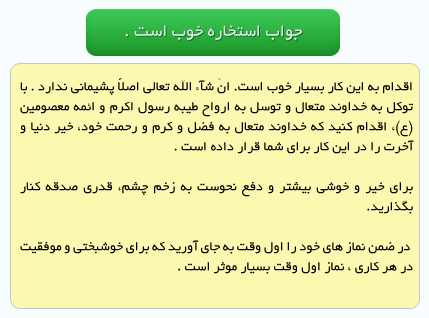 جواب استخاره خوب است .
اقدام به این کار بسیار خوب است. انْ شآء اللّه تعالی اصلاً پشیمانی ندارد . با
توکل به خداوند متعال و توسل به ارواح طیبه رسول اکرم و ائمه معصومین
(ع)، اقدام کنید که خداوند متعال به فضل و کرم و رحمت خود، خیر دنیا و
آخرت را در این کار برای شما قرار داده است .
برای خیر و خوشی بیشتر و دفع نحوست به زخم چشم، قدری صدقه کنار
بگذارید.
در ضمن نماز های خود را اول وقت به جای آورید که برای خوشبختی و موفقیت
در هر کاری ، نماز اول وقت بسیار موثر است .